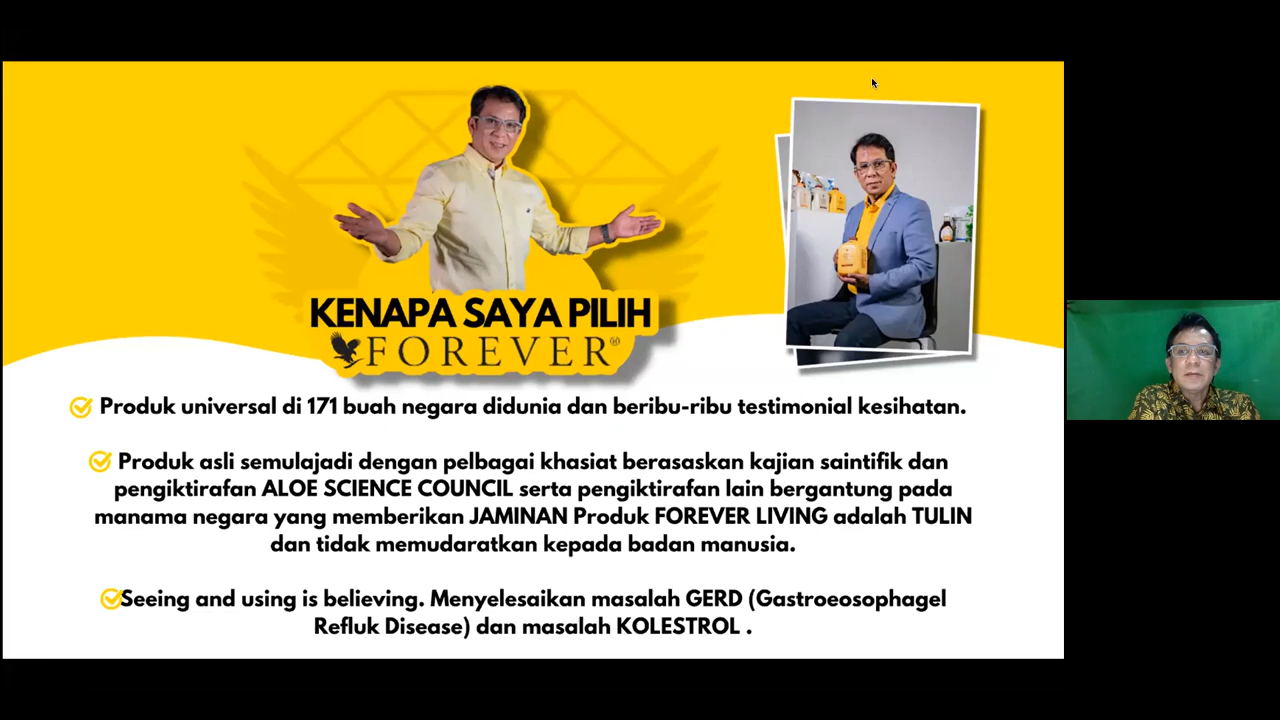 KENAPA SAYA PILIH
FOREVER®
Produk universal di 171 buah negara didunia dan beribu-ribu testimonial kesihatan.
Produk asli semulajadi dengan pelbagai khasiat berasaskan kajian saintifik dan
pengiktirafan ALOE SCIENCE COUNCIL serta pengiktirafan lain bergantung pada
manama negara yang memberikan JAMINAN Produk FOREVER LIVING adalah TULIN
dan tidak memudaratkan kepada badan manusia.
Seeing and using is believing. Menyelesaikan masalah GERD (Gastroeosophagel
Refluk Disease) dan masalah KOLESTROL .